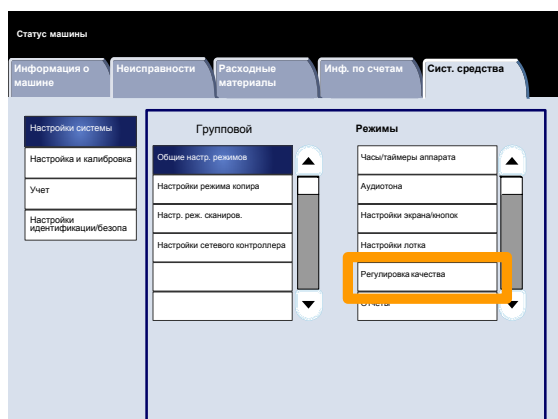 Статус машины
Информация о машине
Неисправности
Расходные материалы
Инф. по счетам
Сист. средства
Настройки системы
Настройка и калибровка
Учет
Настройки
идентификации/безопа
Групповой
Общие настр. режимов
Настройки режима копира
Настр. реж. сканиров.
Настройки сетевого контроллера
Режимы
Часы/таймеры аппарата
Аудиотона
Настройки экрана/кнопок
Настройки лотка
Регулировка качества
Отчеты